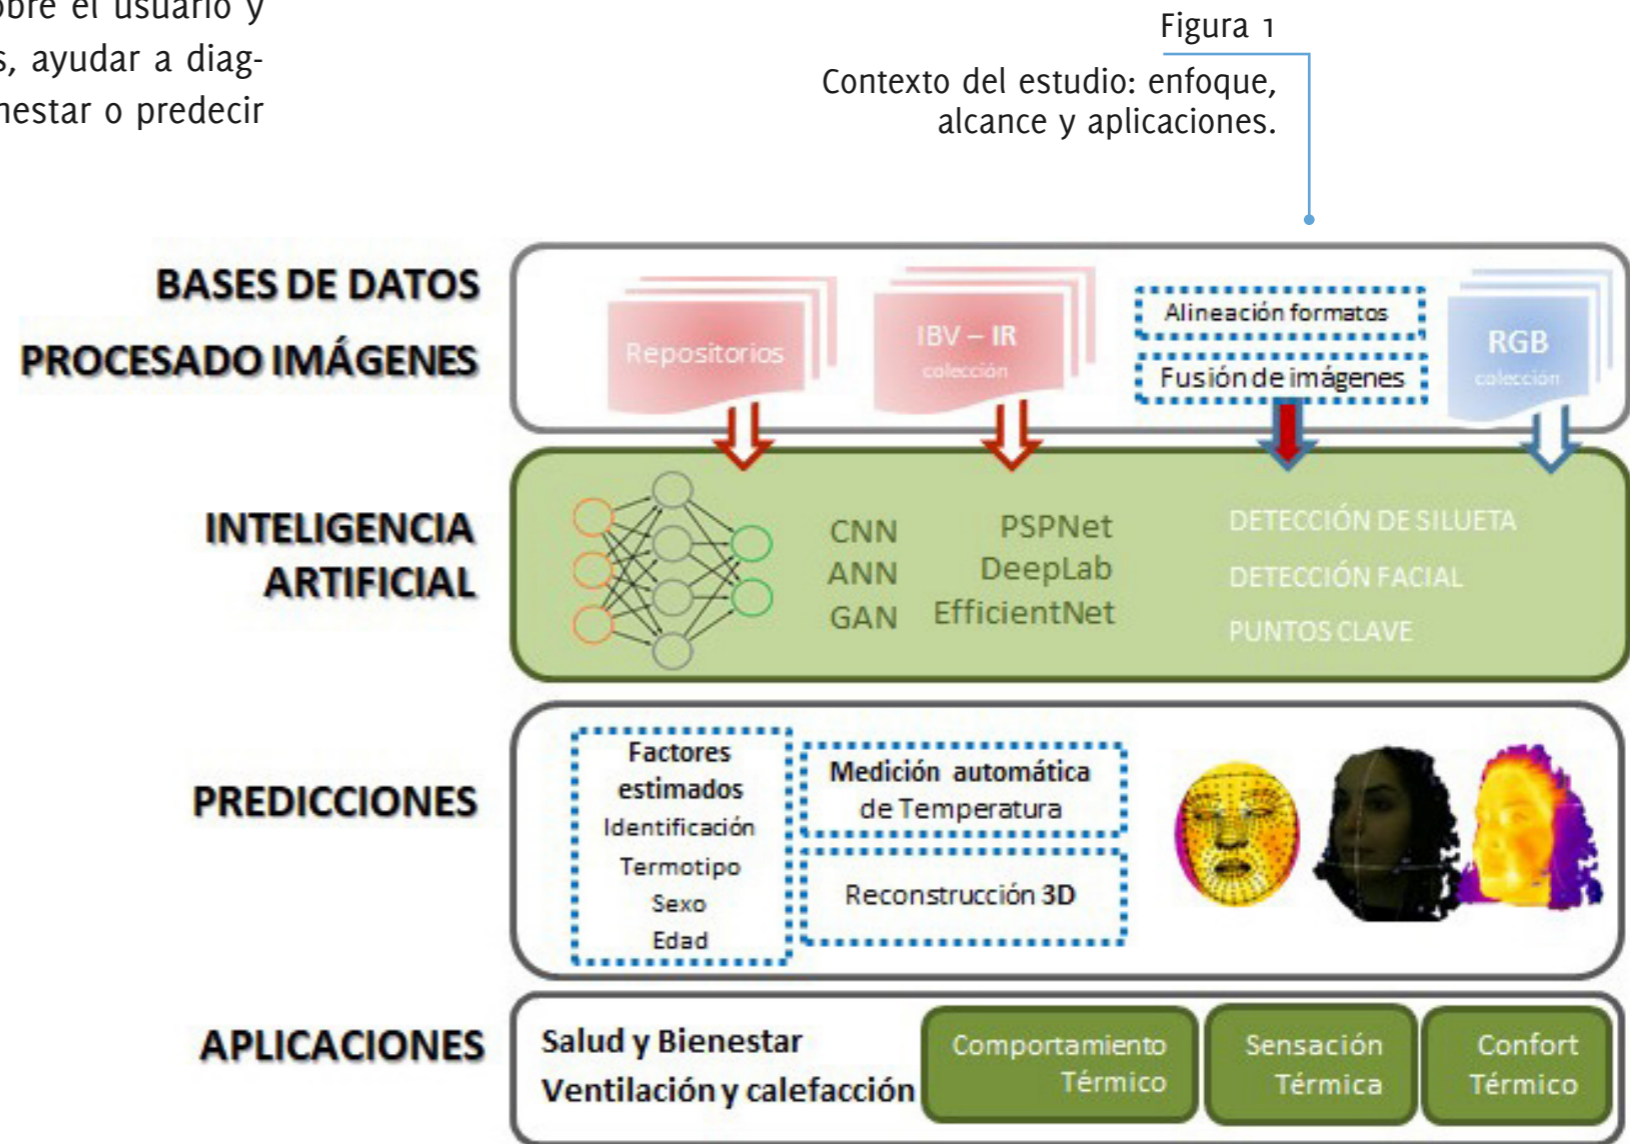 obre el usuario y
s, ayudar a diag-
nestar o predecir
Figura 1
Contexto del estudio: enfoque,
alcance y aplicaciones.
BASES DE DATOS
PROCESADO IMÁGENES
Repositorios
IBV – IR
colección
Alineación formatos
Fusión de imágenes
RGB
colección
INTELIGENCIA
ARTIFICIAL
CNN
ANN
GAN
PSPNet
DeepLab
EfficientNet
DETECCIÓN DE SILUETA
DETECCIÓN FACIAL
PUNTOS CLAVE
PREDICCIONES
Factores
estimados
Identificación
Termotipo
Sexo
Edad
Medición automática
de Temperatura
Reconstrucción 3D
APLICACIONES
Salud y Bienestar
Ventilación y calefacción
Comportamiento
Térmico
Sensación
Térmica
Confort
Térmico